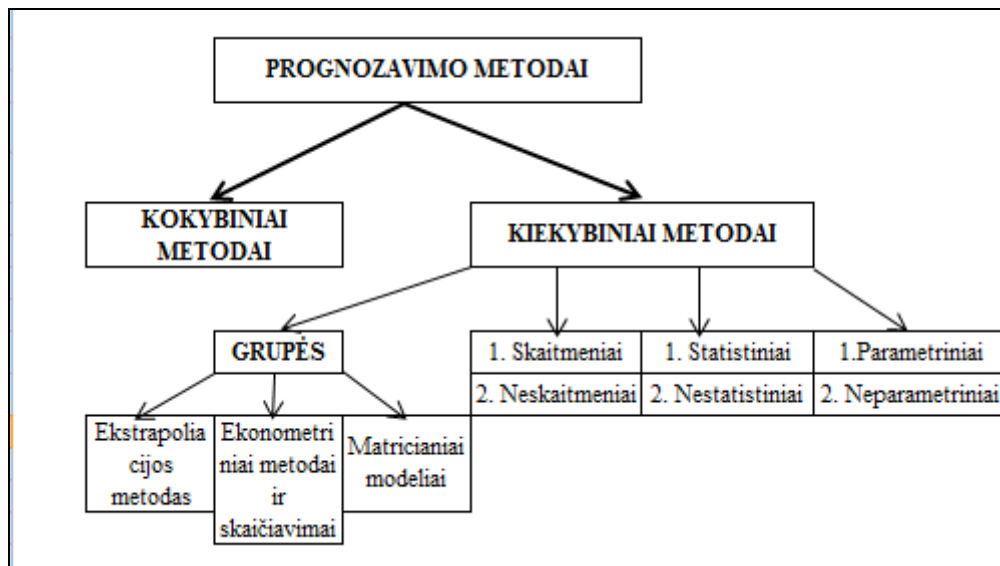 PROGNOZAVIMO METODAI
KOKYBINIAI
METODAI
KIEKYBINIAI METODAI
GRUPĖS
1. Skaitmeniai
1. Statistiniai
1.Parametriniai
2. Neskaitmeniai
2. Nestatistiniai
2. Neparametriniai
Ekstrapolia
cijos
metodas
Ekonometri
niai metodai
ir
skaičiavimai
Matricianiai
modeliai